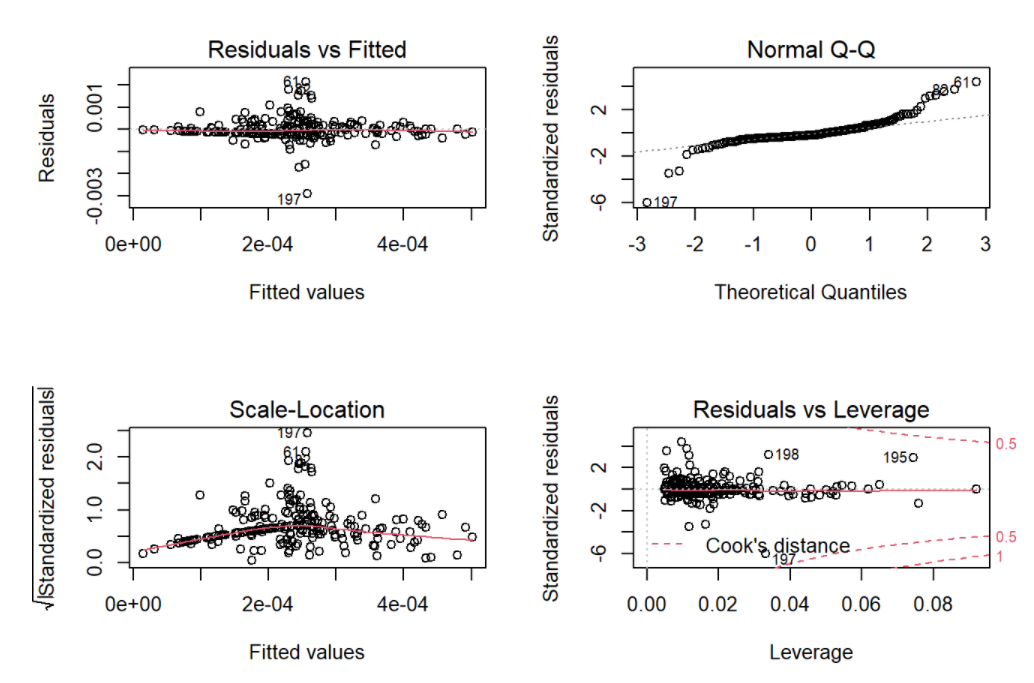 Residuals vs Fitted
Residuals
0.001
-0.003
61
197
0e+00 2e-04 4e-04
Fitted values
Normal Q-Q
Standardized residuals
2
-2
-6
82 61
197
-3 -2 -1 0 1 2 3
Theoretical Quantiles
Scale-Location
√|Standardized residuals|
2.0
1.0
0.0
197
61
0e+00 2e-04 4e-04
Fitted values
Residuals vs Leverage
Standardized residuals
2
-2
-6
198
195
197
Cook's distance
0.5
0.5
1
0.00 0.02 0.04 0.06 0.08
Leverage